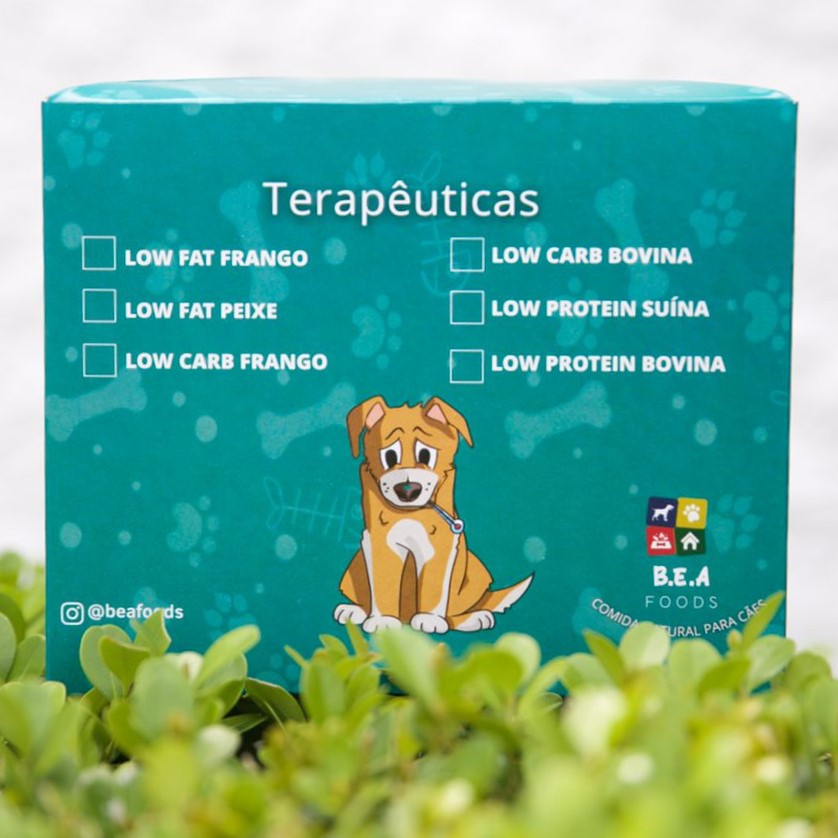 Terapêuticas
LOW FAT FRANGO
LOW FAT PEIXE
LOW CARB FRANGO
LOW CARB BOVINA
LOW PROTEIN SUÍNA
LOW PROTEIN BOVINA
B.E.A
FOODS
COMIDA NATURAL PARA CÃES
@beafoods